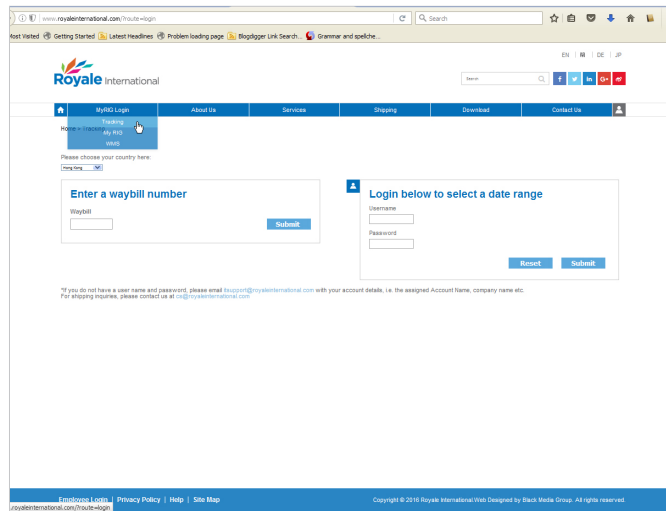 www.royaleinternational.com/?route=login
Search
Most Visited Getting Started Latest Headlines Problem loading page Blogdigger Link Search... Grammar and spellche...
EN | 简 | DE | JP
Royale International
Search
MyRIG Login About Us Services Shipping Download Contact Us
Tracking
Home » Tracking
My RIG
WMS
Please choose your country here:
Hong Kong
Enter a waybill number
Waybill
Submit
Login below to select a date range
Username
Password
Reset Submit
*If you do not have a user name and password, please email itsupport@royaleinternational.com with your account details, i.e. the assigned Account Name, company name etc.
For shipping inquiries, please contact us at cs@royaleinternational.com
Employee Login | Privacy Policy | Help | Site Map
Copyright © 2016 Royale International Web Designed by Black Media Group. All rights reserved.
.royaleinternational.com/?route=login